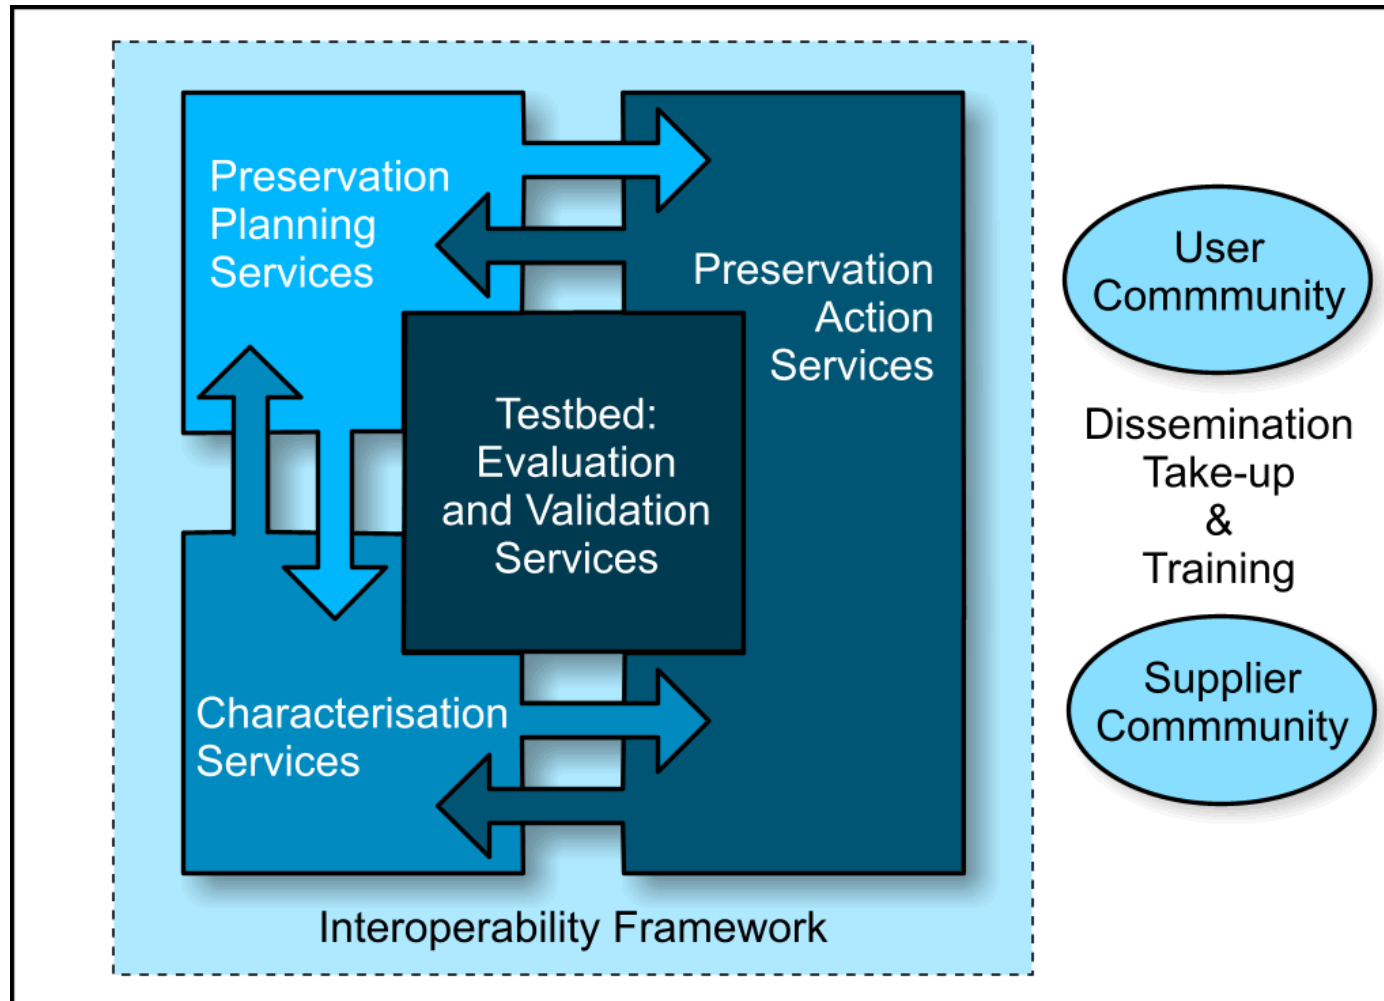 Preservation
Planning
Services
Preservation
Action
Services
Testbed:
Evaluation
and Validation
Services
Characterisation
Services
Interoperability Framework
User
Commmunity
Dissemination
Take-up
&
Training
Supplier
Commmunity